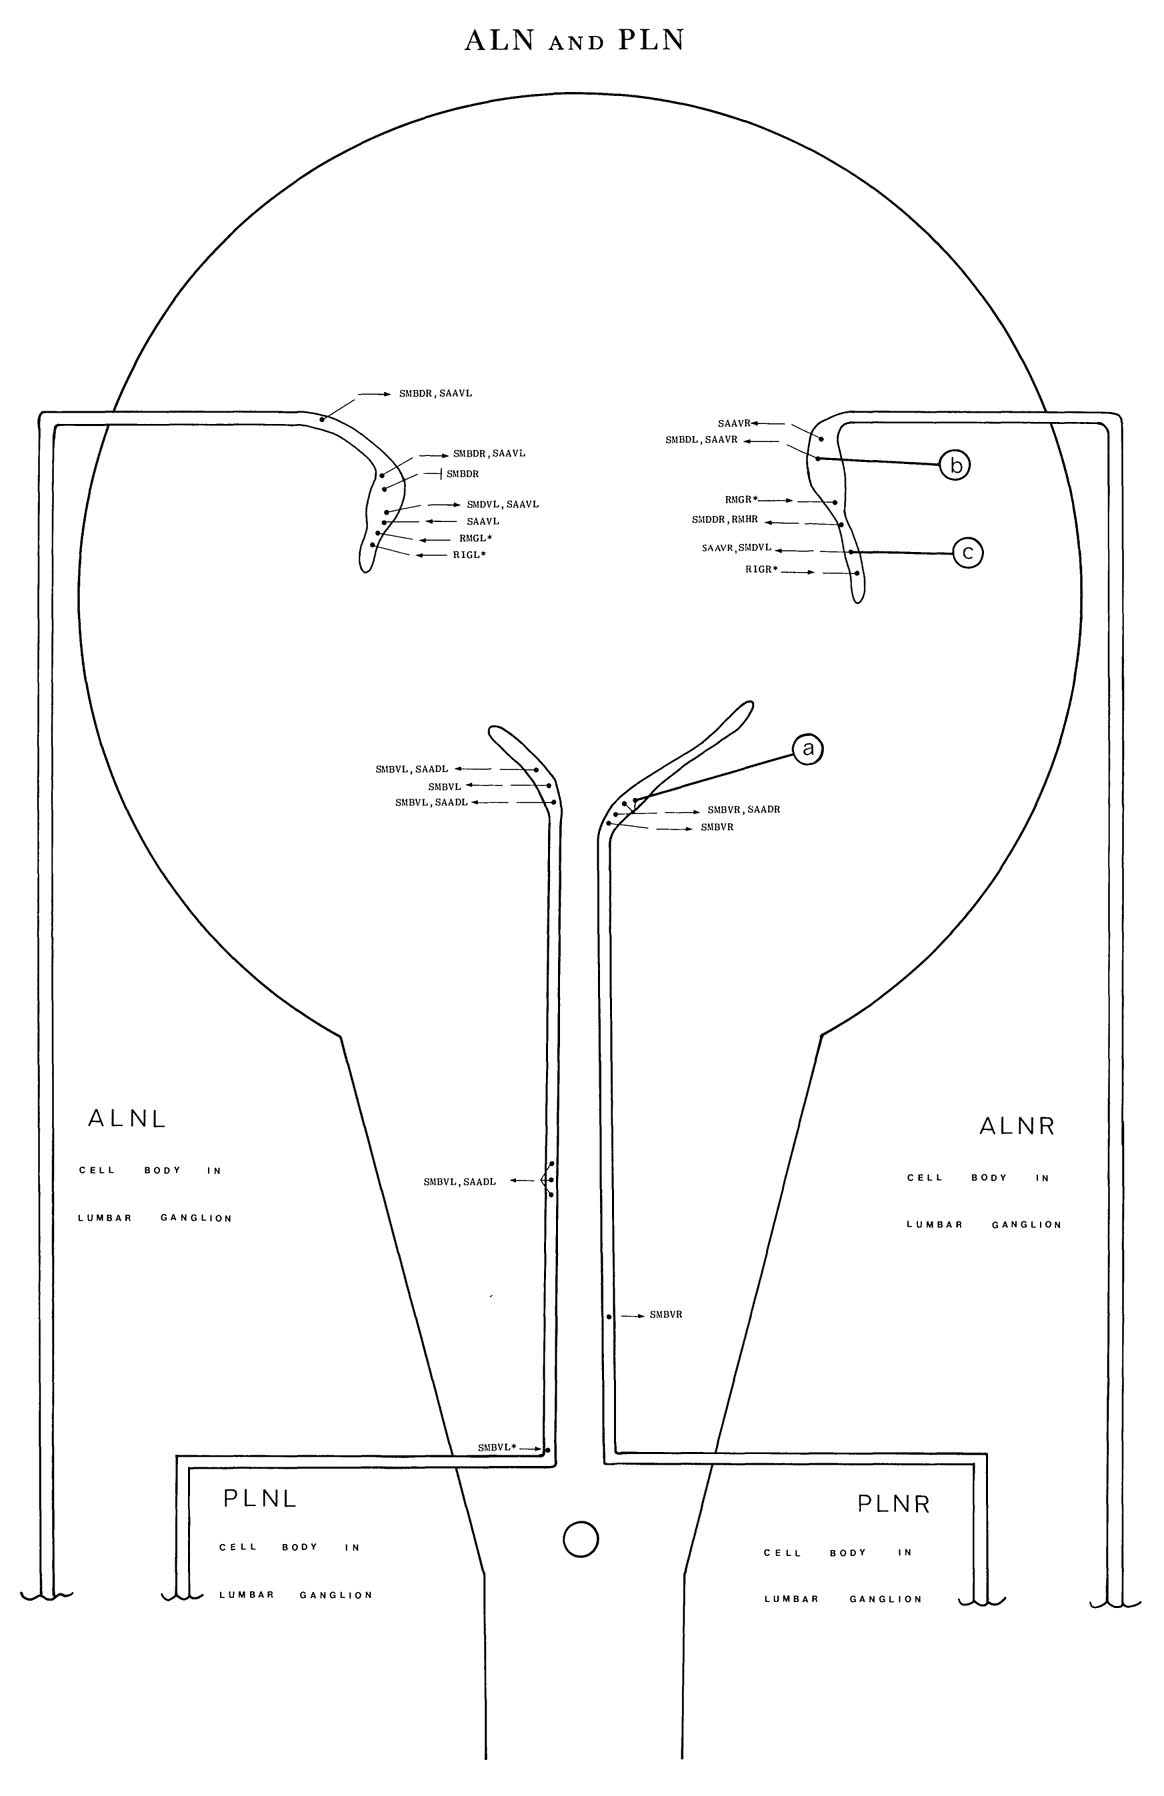 ALN AND PLN
SMBDR, SAAVL
SAAVR
SMBDL, SAAVR
b
SMBDR, SAAVL
SMBDR
RMGR*
SMDVL, SAAVL
SMDDR, RMHR
SAAVL
RMGL*
SAAVR, SMDVL
c
RIGL*
RIGR*
a
SMBVL, SAADL
SMBVL
SMBVL, SAADL
SMBVR, SAADR
SMBVR
ALNL
CELL BODY IN
LUMBAR GANGLION
ALNR
CELL BODY IN
LUMBAR GANGLION
SMBVL, SAADL
SMBVR
SMBVL*
PLNL
CELL BODY IN
LUMBAR GANGLION
PLNR
CELL BODY IN
LUMBAR GANGLION